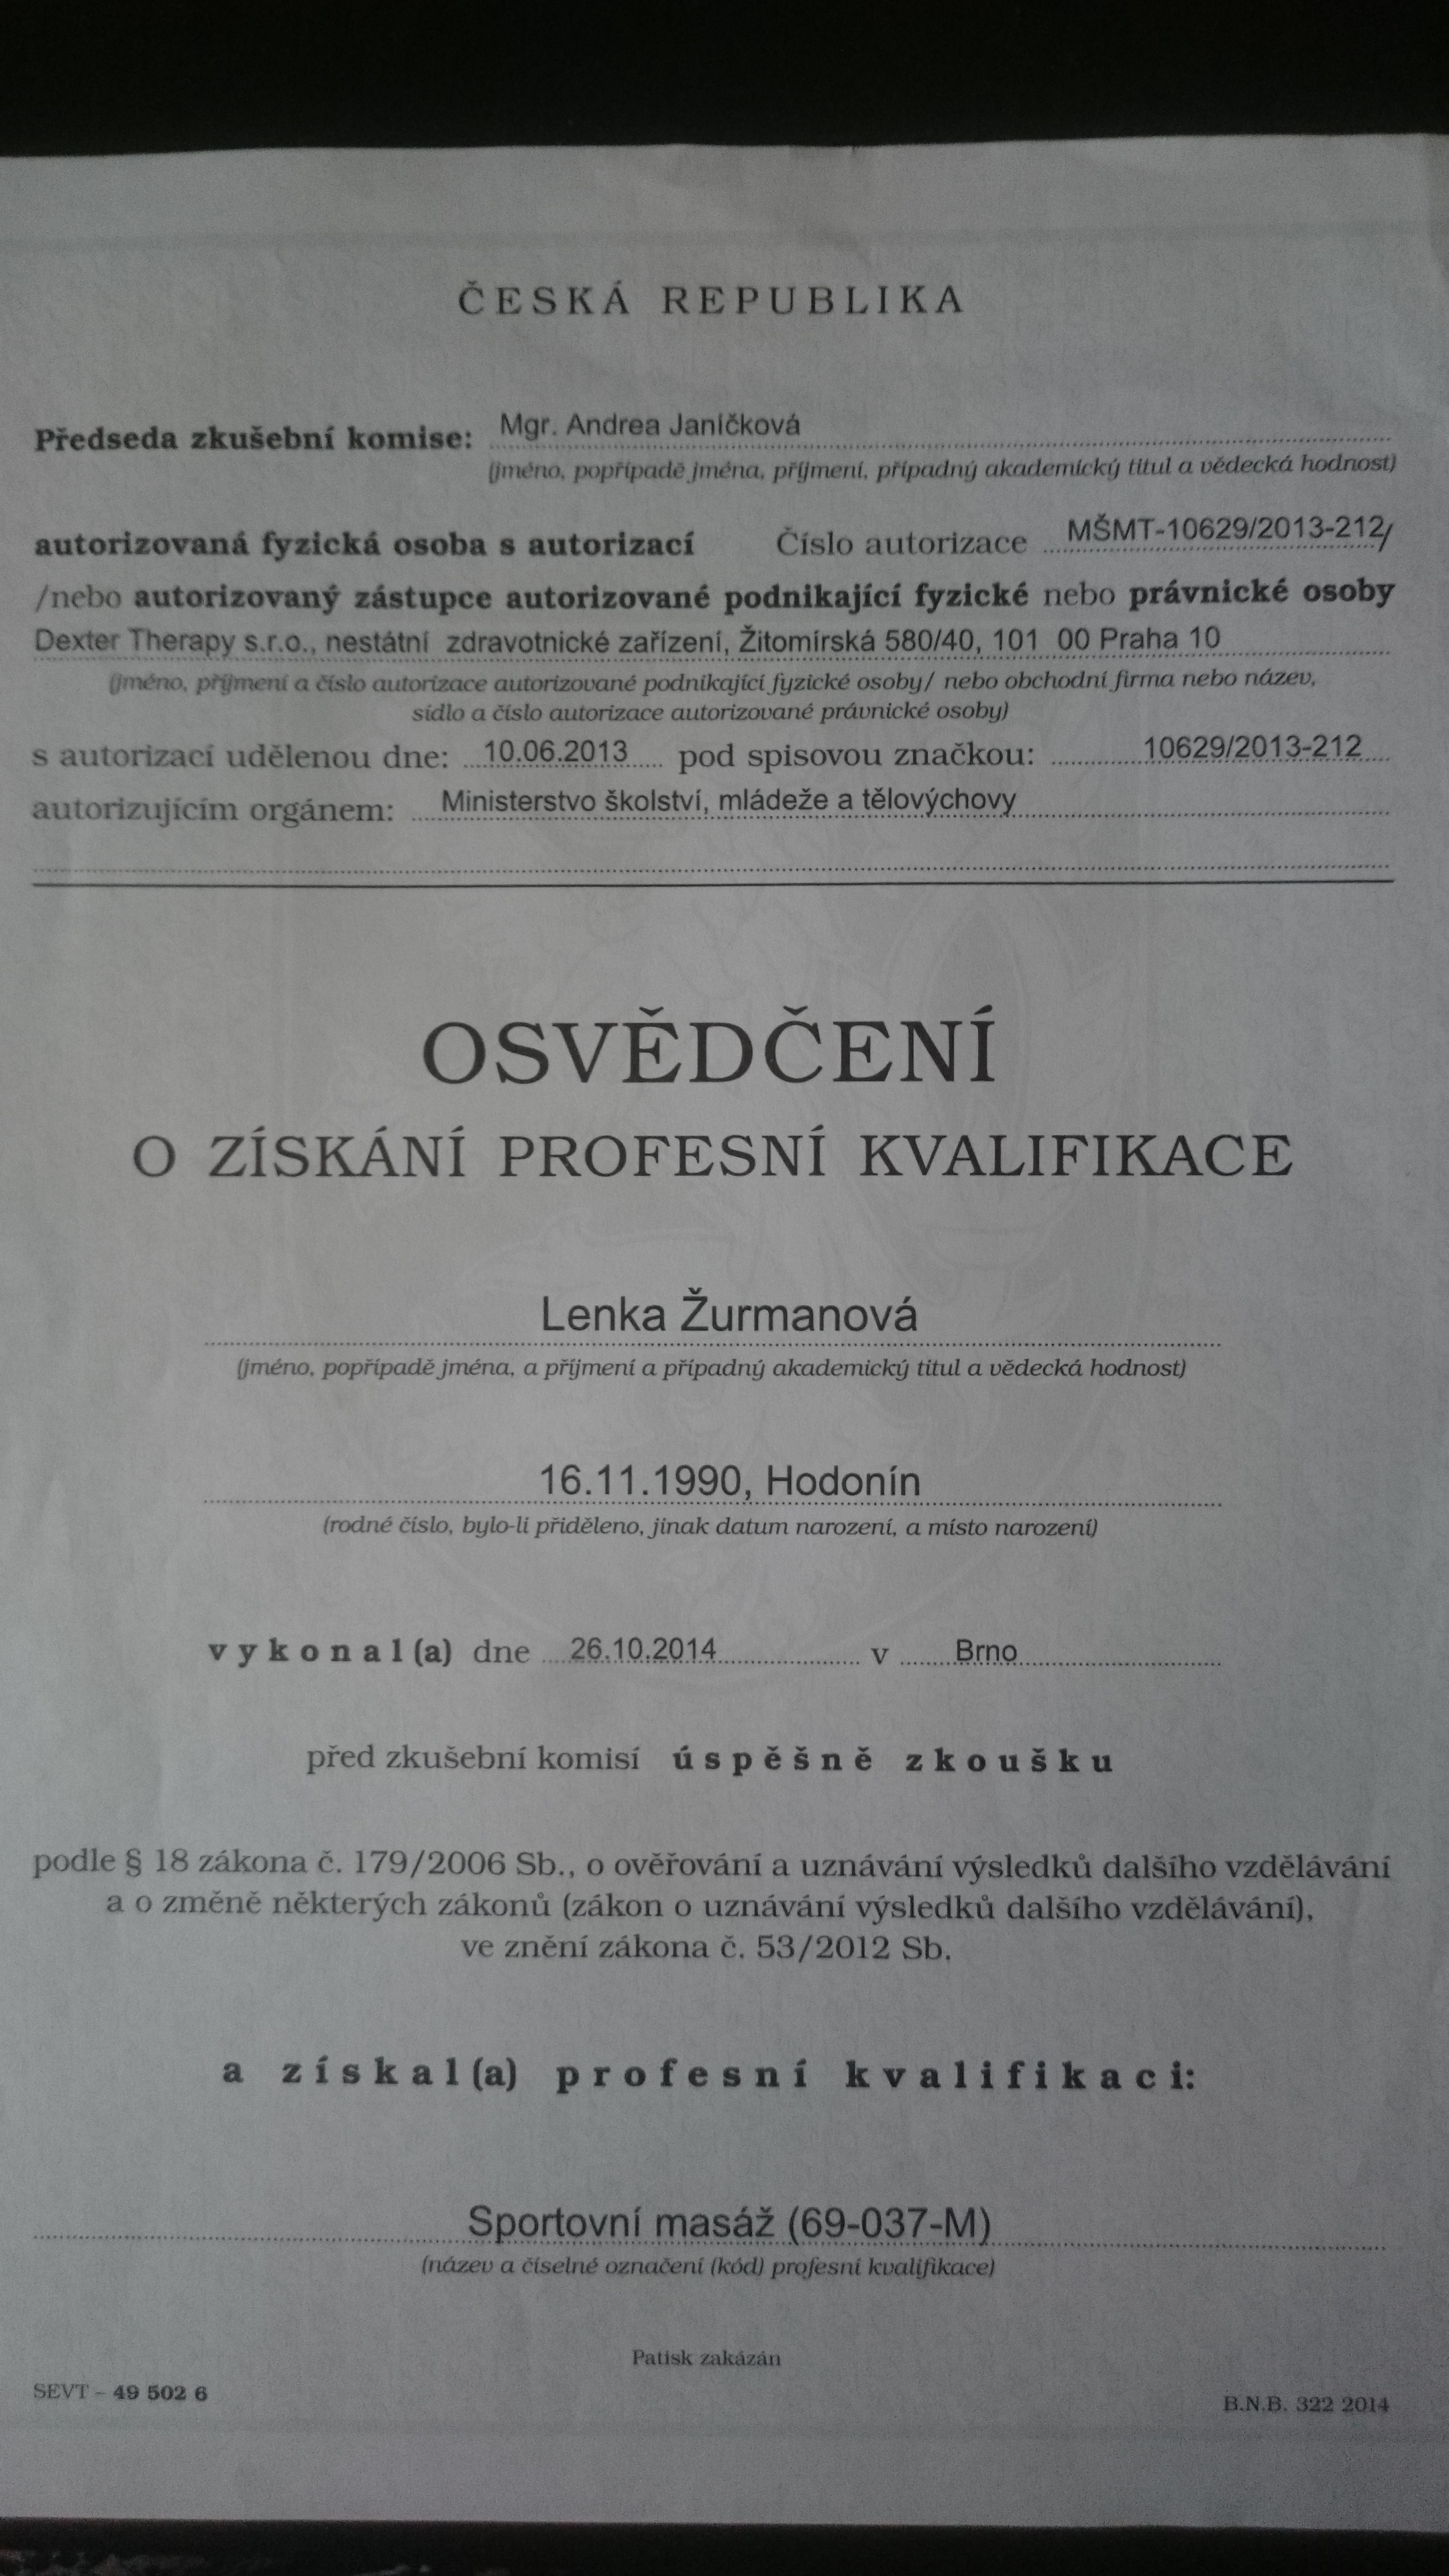 ČESKÁ REPUBLIKA
Předseda zkušební komise: Mgr. Andrea Janíčková
(jméno, popřípadě jména, příjmení, případný akademický titul a vědecká hodnost)
autorizovaná fyzická osoba s autorizací Číslo autorizace MŠMT-10629/2013-212/
/nebo autorizovaný zástupce autorizované podnikající fyzické nebo právnické osoby
Dexter Therapy s.r.o., nestátní zdravotnické zařízení, Žitomírská 580/40, 101 00 Praha 10
(jméno, příjmení a číslo autorizace autorizované podnikající fyzické osoby/ nebo obchodní firma nebo název,
sídlo a číslo autorizace autorizované právnické osoby)
s autorizací udělenou dne: 10.06.2013 pod spisovou značkou: 10629/2013-212
autorizujícím orgánem: Ministerstvo školství, mládeže a tělovýchovy
OSVĚDČENÍ
O ZÍSKÁNÍ PROFESNÍ KVALIFIKACE
Lenka Žurmanová
(jméno, popřípadě jména, a příjmení a případný akademický titul a vědecká hodnost)
16.11.1990, Hodonín
(rodné číslo, bylo-li přiděleno, jinak datum narození, a místo narození)
vykonal(a) dne 26.10.2014 v Brno
před zkušební komisí úspěšně zkoušku
podle § 18 zákona č. 179/2006 Sb., o ověřování a uznávání výsledků dalšího vzdělávání
a o změně některých zákonů (zákon o uznávání výsledků dalšího vzdělávání),
ve znění zákona č. 53/2012 Sb.
a získal(a) profesní kvalifikaci:
Sportovní masáž (69-037-M)
(název a číselné označení (kód) profesní kvalifikace)
Patisk zakázán
SEVT – 49 502 6
B.N.B. 322 2014